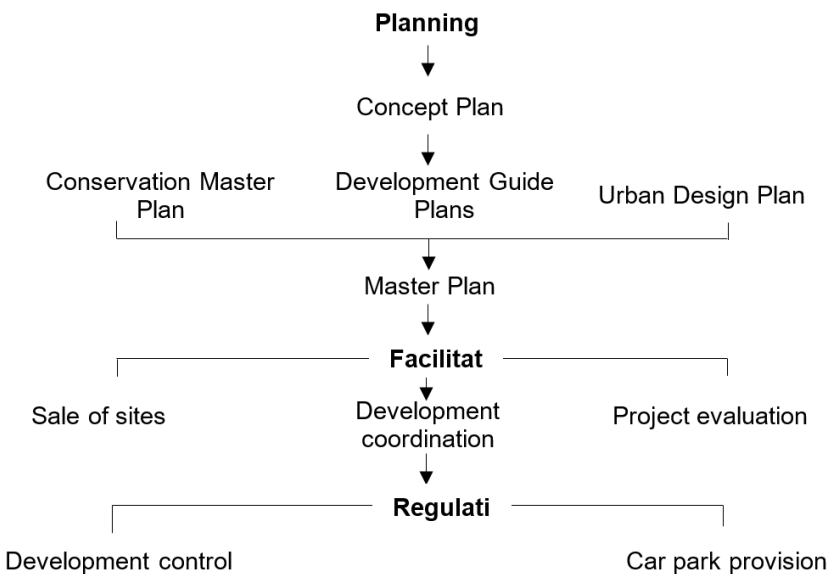 Planning
Concept Plan
Conservation Master
Plan
Development Guide
Plans
Urban Design Plan
Master Plan
Facilitat
Sale of sites
Development
coordination
Project evaluation
Regulati
Development control
Car park provision